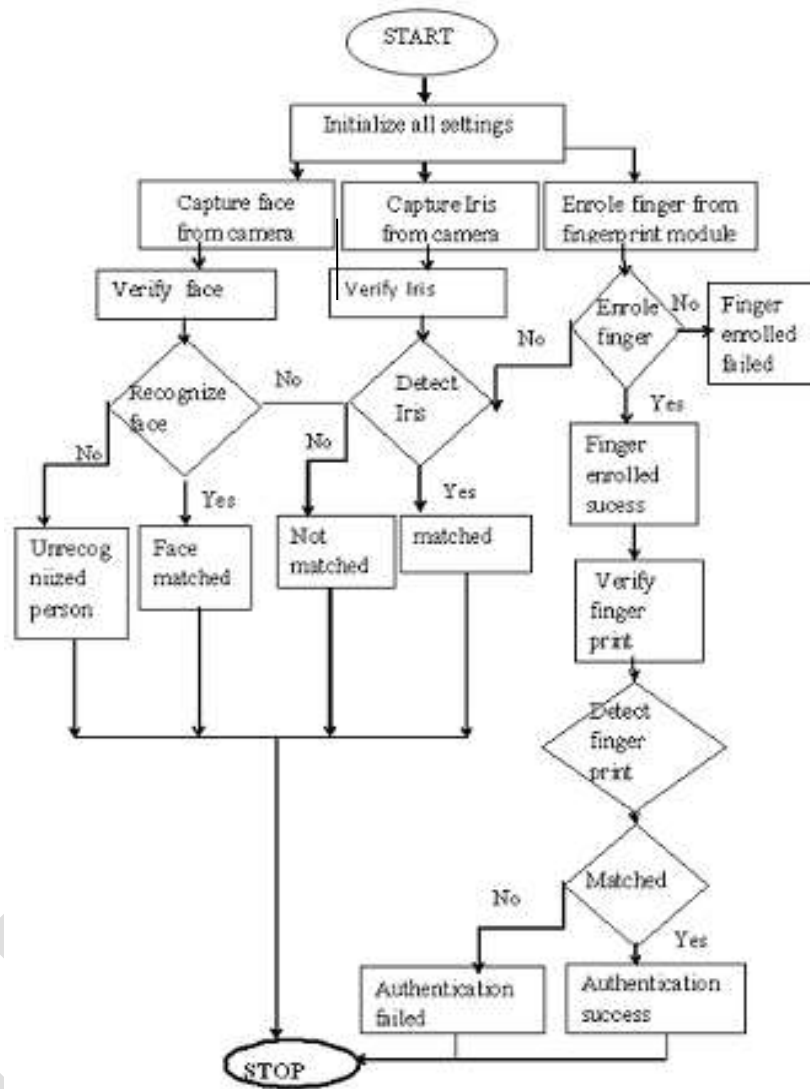 START
Initialize all settings
Capture face
from camera
Capture Iris
from camera
Enrole finger from
fingerprint module
Verify face
Verify Iris
Enrole
finger
No
Finger
enrolled
failed
No
Recognize
face
No
Detect
Iris
Yes
No
No
Finger
enrolled
sucess
Yes
Yes
Unrecog
niized
person
Face
matched
Not
matched
matched
Verify
finger
print
Detect
finger
print
Matched
No
Yes
Authentication
failed
Authentication
success
STOP